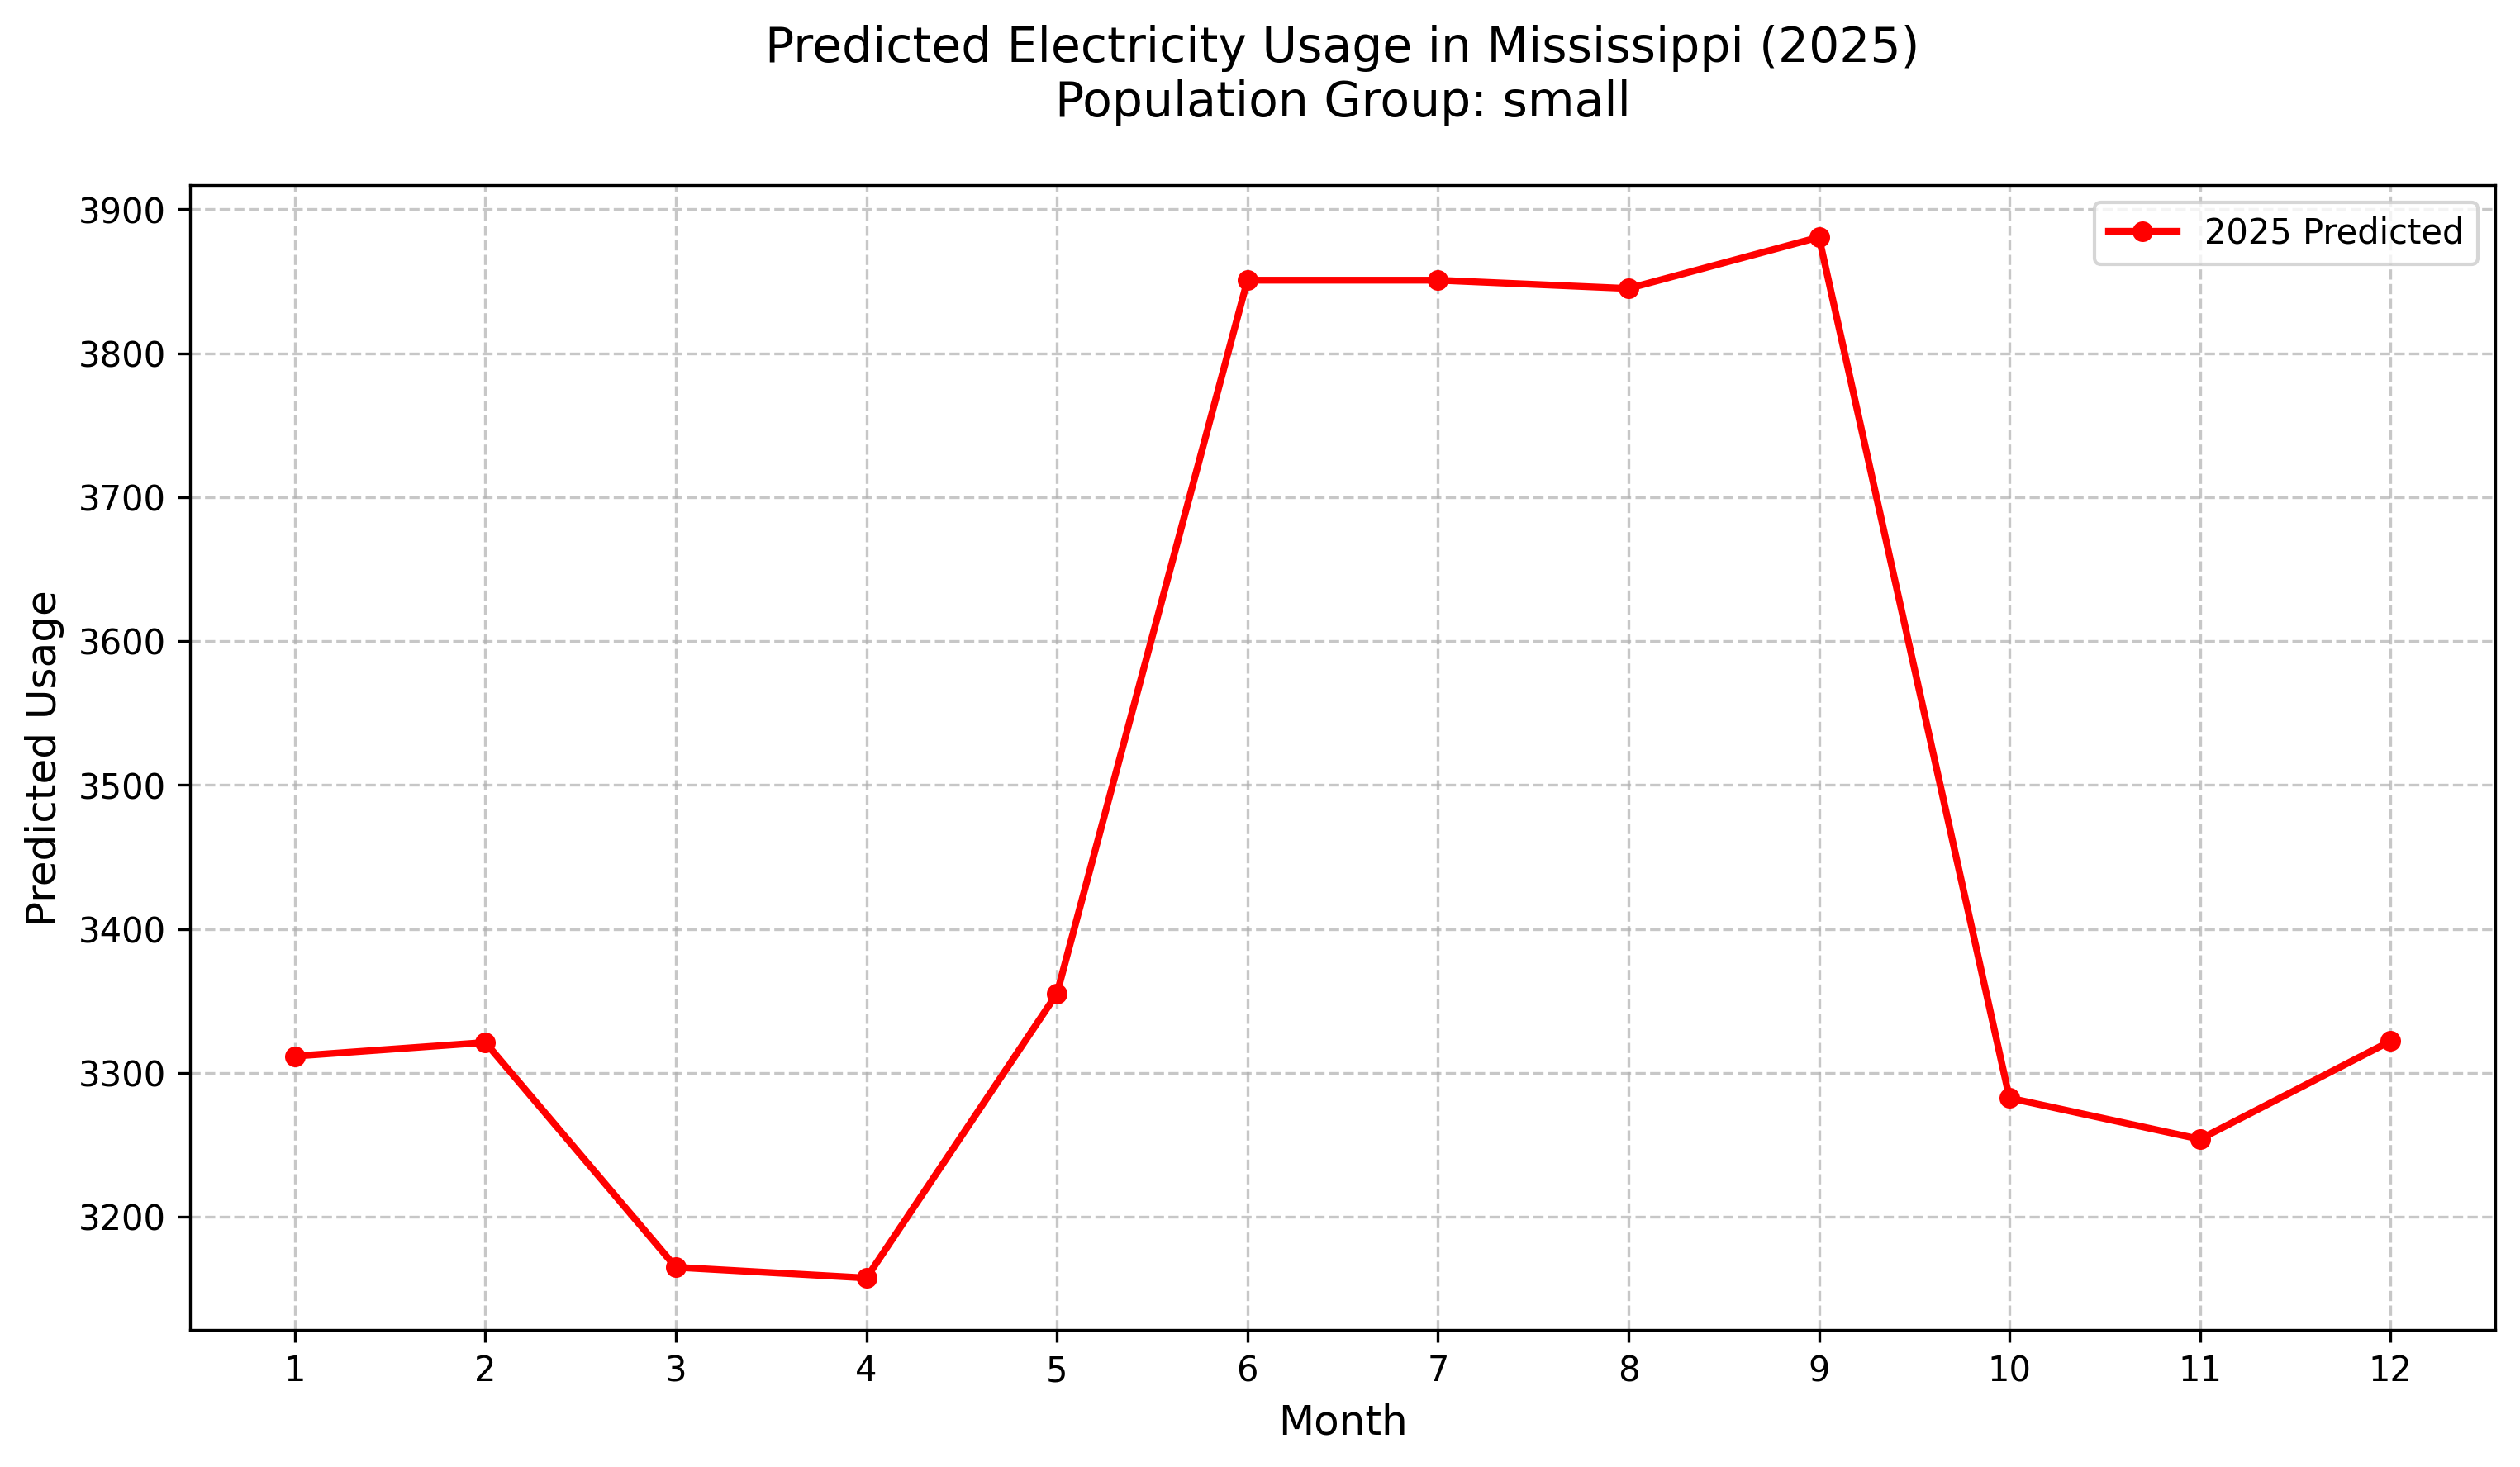 Predicted Electricity Usage in Mississippi (2025)
Population Group: small
2025 Predicted
Predicted Usage
3900
3800
3700
3600
3500
3400
3300
3200
1 2 3 4 5 6 7 8 9 10 11 12
Month